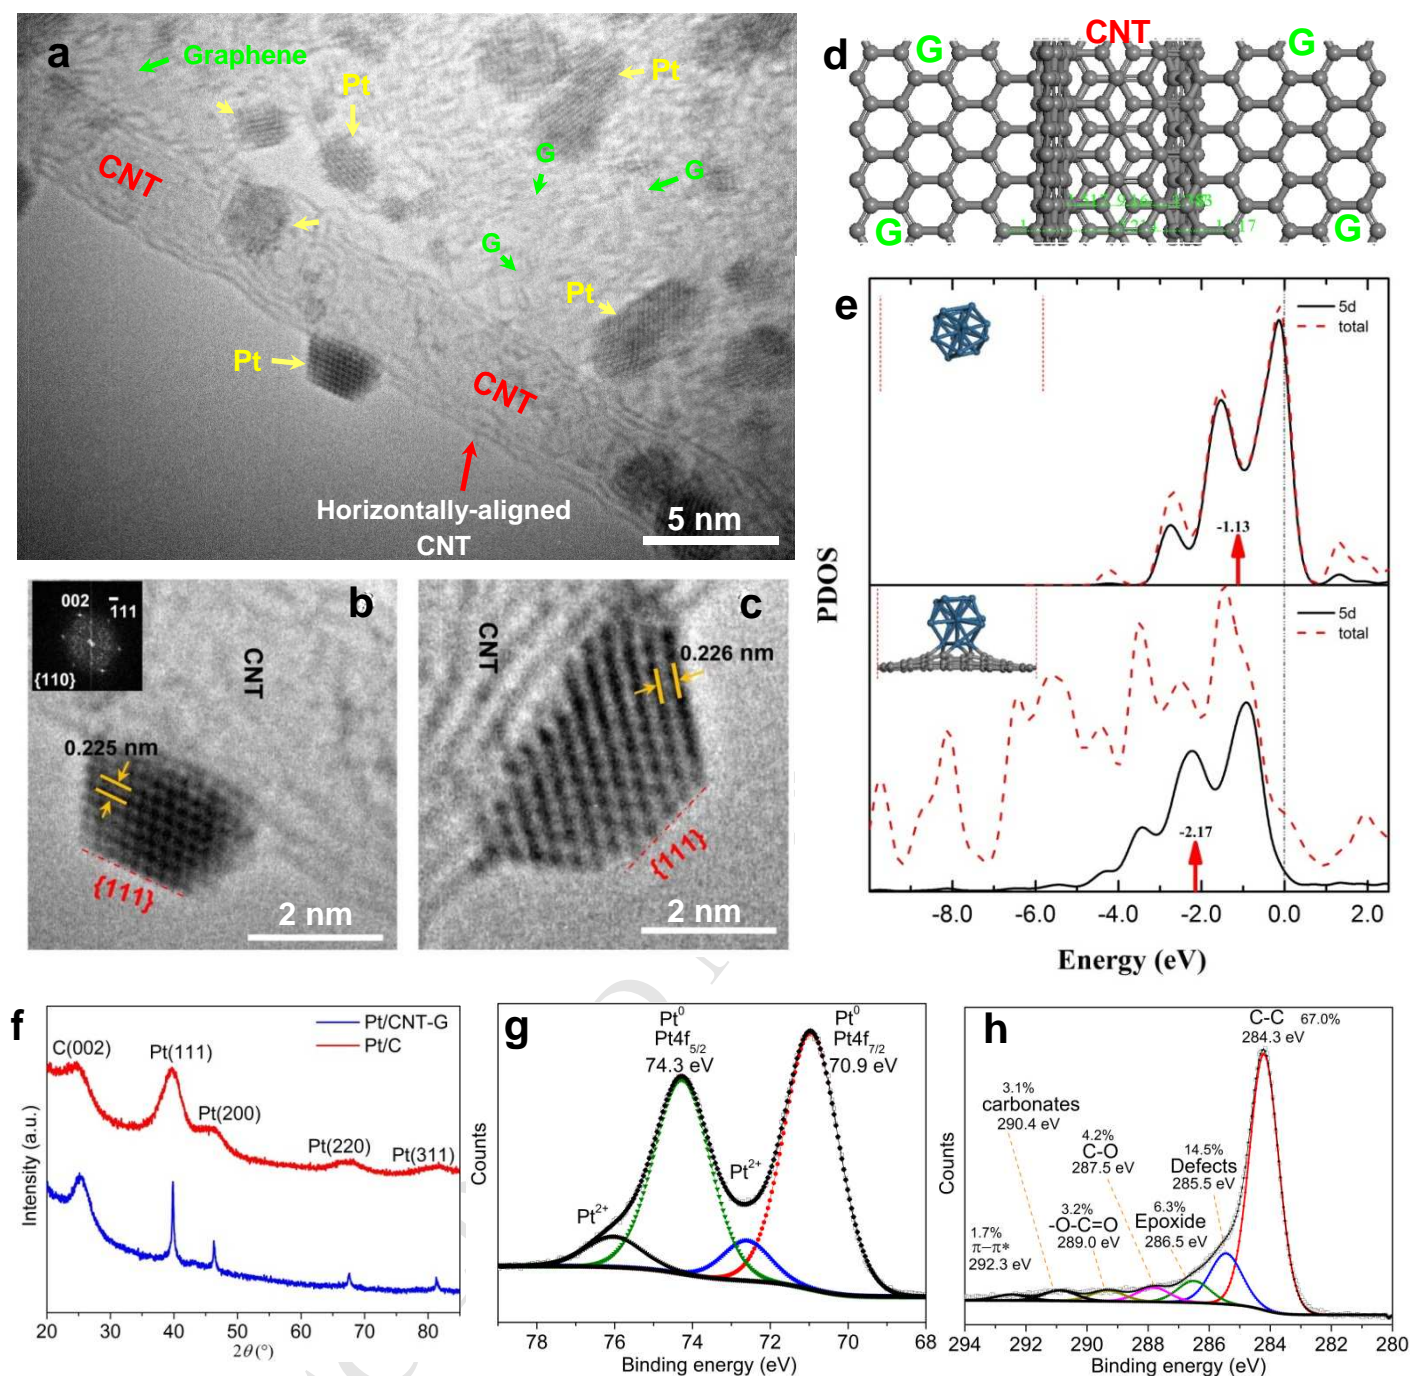 a
Graphene
Pt
Pt
CNT
G
G
G
Pt
Pt
CNT
Horizontally-aligned
CNT
5 nm
b
002
1̄11
{110}
CNT
0.225 nm
{111}
2 nm
c
CNT
0.226 nm
{111}
2 nm
d
CNT
G
G
G
G
e
5d
total
-1.13
5d
total
-2.17
PDOS
-8.0 -6.0 -4.0 -2.0 0.0 2.0
Energy (eV)
f
Pt/CNT-G
Pt/C
C(002)
Pt(111)
Pt(200)
Pt(220)
Pt(311)
Intensity (a.u.)
20 30 40 50 60 70 80
2θ (°)
g
Pt⁰
Pt4f₅/₂
74.3 eV
Pt⁰
Pt4f₇/₂
70.9 eV
Pt²⁺
Pt²⁺
Counts
78 76 74 72 70 68
Binding energy (eV)
h
C-C 67.0%
284.3 eV
3.1%
carbonates
290.4 eV
4.2%
C-O
287.5 eV
14.5%
Defects
285.5 eV
1.7%
π−π*
292.3 eV
3.2%
-O-C=O
289.0 eV
6.3%
Epoxide
286.5 eV
Counts
294 292 290 288 286 284 282 280
Binding energy (eV)